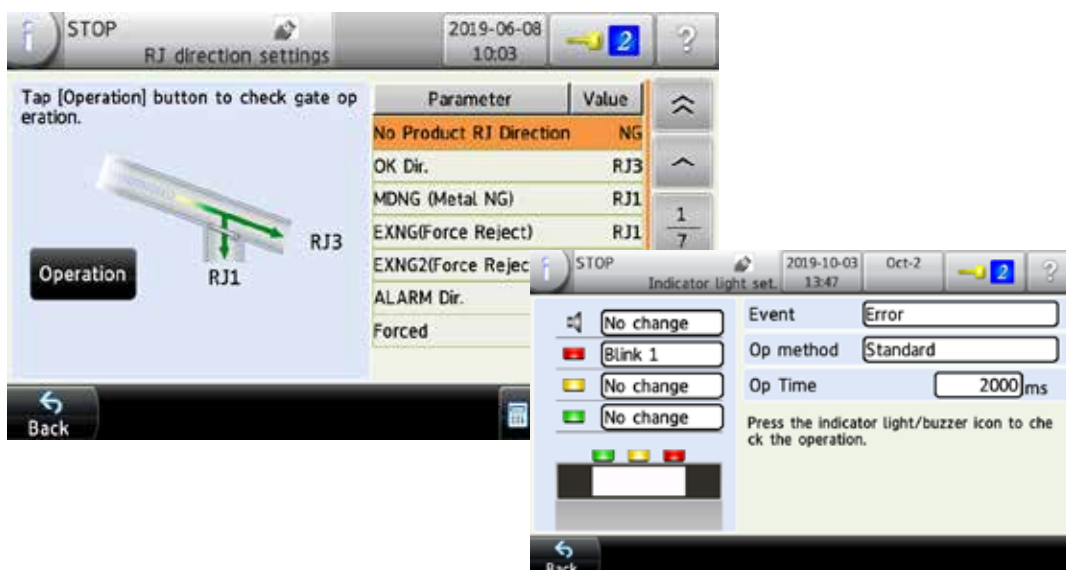 STOP
RJ direction settings
2019-06-08
10:03
2
?
Tap [Operation] button to check gate op
eration.
RJ3
RJ1
Operation
Parameter Value
No Product RJ Direction NG
OK Dir. RJ3
MDNG (Metal NG) RJ1
EXNG(Force Reject) RJ1
EXNG2(Force Rejec
ALARM Dir.
Forced
1
7
Back
STOP
Indicator light set.
2019-10-03
13:47
Oct-2
2
?
No change
Blink 1
No change
No change
Event Error
Op method Standard
Op Time 2000 ms
Press the indicator light/buzzer icon to che
ck the operation.
Back